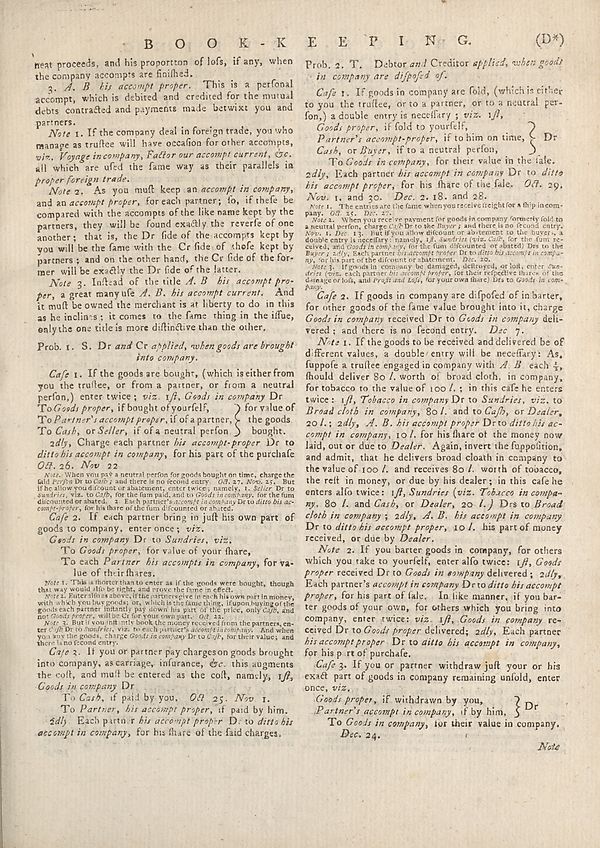 BOOK-KEEPING. (D*)
neat proceeds, and his proportion of loſs, if any, when
the company accompts are finiſhed.
3. A. B his accompt proper. This is a perſonal
accompt, which is debited and credited for the mutual
debts contracted and payments made betwixt you and
partners.
Note 1. If the company deal in foreign trade, you who
manage as truſtee will have occaſion for other accompts,
viz. Voyage in company, Factor our accompt current, &c.
all which are uſed the ſame way as their parallels in
proper foreign trade.
Note 2. As you muſt keep an accompt in company,
and an accompt proper, for each partner; ſo, if theſe be
compared with the accompts of the like name kept by the
partners, they will be found exactly the reverſe of one
another; that is, the Dr ſide of the accompts kept by
you will be the ſame with the Cr ſide of thoſe kept by
partners; and on the other hand, the Cr ſide of the for-
mer will be exactly the Dr ſide of the latter.
Note 3. Inſtead of the title A B his accompt pro-
per, a great many uſe A. B. his accompt current. And
it muſt be owned the merchant is at liberty to do in this
as he inclines; it comes to the ſame thing in the iſſue,
only the one title is more diſtinctive than the other.
Prob. 1. S. Dr and Cr applied, when goods are brought
into company.
Caſe 1. If the goods are bought, (which is either from
you the truſtee, or from a partner, or from a neutral
perſon,) enter twice; viz. 1ſt, Goods in company Dr
To Goods proper, if bought of yourſelf, } for value of
To Partner's accompt proper, if of a partner, } the goods
To Caſh, or Seller, if of a neutral perſon } bought.
2dly, Charge each partner his accompt-proper Dr to
ditto his accompt in company, for his part of the purchaſe
Oct. 26. Nov 22
Note. When you pay a neutral perſon for goods bought on time, charge the
ſaid Perſon Dr to Caſh; and there is no ſecond entry Oct. 27. Nov. 25. But
if he allow you diſcount or abatement, enter twice; namely, 1. Seller Dr to
Sundries, viz. to Caſh, for the ſum paid, and to Goods in company, for the ſum
diſcounted or abated. 2. Each Partner's accompt in company Dr to ditto his ac-
compt-proper, for his ſhare of the ſum diſcounted or abated.
Caſe 2. If each partner bring in juſt his own part of
goods to company, enter once; viz.
Goods in company Dr to Sundries, viz.
To Goods proper, for value of your ſhare,
To Each partner his accompts in company, for va-
lue of their ſhares.
Note 1. This is ſhorter than to enter as if the goods were bought, though
that way would alſo be right, and prove the ſame in effect.
Note 2. Enter alſo as above, if the partners give in each his own part in money,
with which you buy goods; or, which is the ſame thing, if upon buying of the
goods each partner inſtantly pay down his part of the price, only Caſh, and
not Goods proper, will be Cr for your own part. Oct. 22.
Note 3. But if you inſtantly book the money received from the partners, en-
ter Caſh Dr to Sundries, viz. to each partner's accompt in company. And when
you buy the goods, charge Goods in company Dr to Caſh, for their value; and
there is no ſecond entry.
Caſe 3. If you or partner pay charges on goods brought
into company, as carriage, inſurance, &c. this augments
the coſt, and muſt be entered as the coſt, namely, 1ſt,
Goods in company Dr
To Caſh, if paid by you. Oct 25. Nov 1.
To Partner, his accompt proper, if paid by him.
2dly Each partner his accompt proper Dr to ditto his
accompt in company, for his ſhare of the ſaid charges.
Prob. 2. T. Debtor and Creditor applied, when goods
in company are diſpoſed of.
Caſe 1. If goods in company are ſold, (which is either
to you the truſtee, or to a partner, or to a neutral per-
ſon,) a double entry is neceſſary; viz. 1ſt,
Goods proper, if ſold to yourſelf, }
Partner's accompt-proper, if to him on time, } Dr
Caſh, or Buyer, if to a neutral perſon, }
To Goods in company, for their value in the ſale.
2dly, Each partner his accompt in company Dr to ditto
his accompt proper, for his ſhare of the ſale. Oct. 29,
Nov. 1. and 20. Dec. 2. 18. and 28.
Note 1. The entries are the ſame when you receive freight for a ſhip in com-
pany. Oct. 25. Dec. 27.
Note 2. When you receive payment for goods in company formerly ſold to
a neutral perſon, charge Caſh Dr to the Buyer; and there is no ſecond entry.
Nov. 1. Dec. 15. But if you allow diſcount or abatement to the buyer, a
double entry is neceſſary: namely, 1ſt. Sundries (viz. Caſh, for the ſum re-
ceived; and Goods in company, for the ſum diſcounted or abated) Drs to the
Buyer; 2dly, Each partner his accompt proper Dr to ditto his accompt in compa-
ny, for his part of the diſcount or abatement. Dec. 12.
Note 3. If goods in company be damaged, deſtroyed, or loſt, enter Sun-
dries (viz. each partner his accompt proper, for their reſpective ſhares of the
damage or loſs, and Profit and Loſs, for your own ſhare) Drs to Goods in com-
pany.
Caſe 2. If goods in company are diſpoſed of in barter,
for other goods of the ſame value brought into it, charge
Goods in company received Dr to Goods in company deli-
vered; and there is no ſecond entry. Dec 7.
Note 1. If the goods to be received and delivered be of
different values, a double entry will be neceſſary: As,
ſuppoſe a truſtee engaged in company with A B each ½,
ſhould deliver 80 l. worth of broad cloth, in company,
for tobacco to the value of 100 l.; in this caſe he enters
twice: 1ſt, Tobacco in company Dr to Sundries, viz. to
Broad cloth in company, 80 l. and to Caſh, or Dealer,
20 l.; 2dly, A. B. his accompt proper Dr to ditto his ac-
compt in company, 10 l. for his ſhare of the money now
laid, out or due to Dealer. Again, invert the ſuppoſition,
and admit, that he delivers broad cloath in company to
the value of 100 l. and receives 80 l. worth of tobacco,
the reſt in money, or due by his dealer; in this caſe he
enters alſo twice: 1ſt, Sundries (viz. Tobacco in compa-
ny, 80 l. and Caſh, or Dealer, 20 l.) Drs to Broad
cloth in company; 2dly, A. B. his accompt in company
Dr to ditto his accompt proper, 10 l. his part of money
received, or due by Dealer.
Note 2. If you barter goods in company, for others
which you take to yourſelf, enter alſo twice: 1ſt, Goods
proper received Dr to Goods in company delivered; 2dly,
Each partner's accompt in company Dr to ditto his accompt
proper, for his part of ſale. In like manner, if you bar-
ter goods of your own, for others which you bring into
company, enter twice: viz. 1ſt, Goods in company re-
ceived Dr to Goods proper delivered; 2dly, Each partner
his accompt proper Dr to ditto his accompt in company,
for his part of purchaſe.
Caſe 3. If you or partner withdraw juſt your or his
exact part of goods in company remaining unſold, enter
once, viz.
Goods proper, if withdrawn by you, } Dr
Partner's accompt in company, if by him, }
To Goods in company, for their value in company.
Dec. 24.
Note